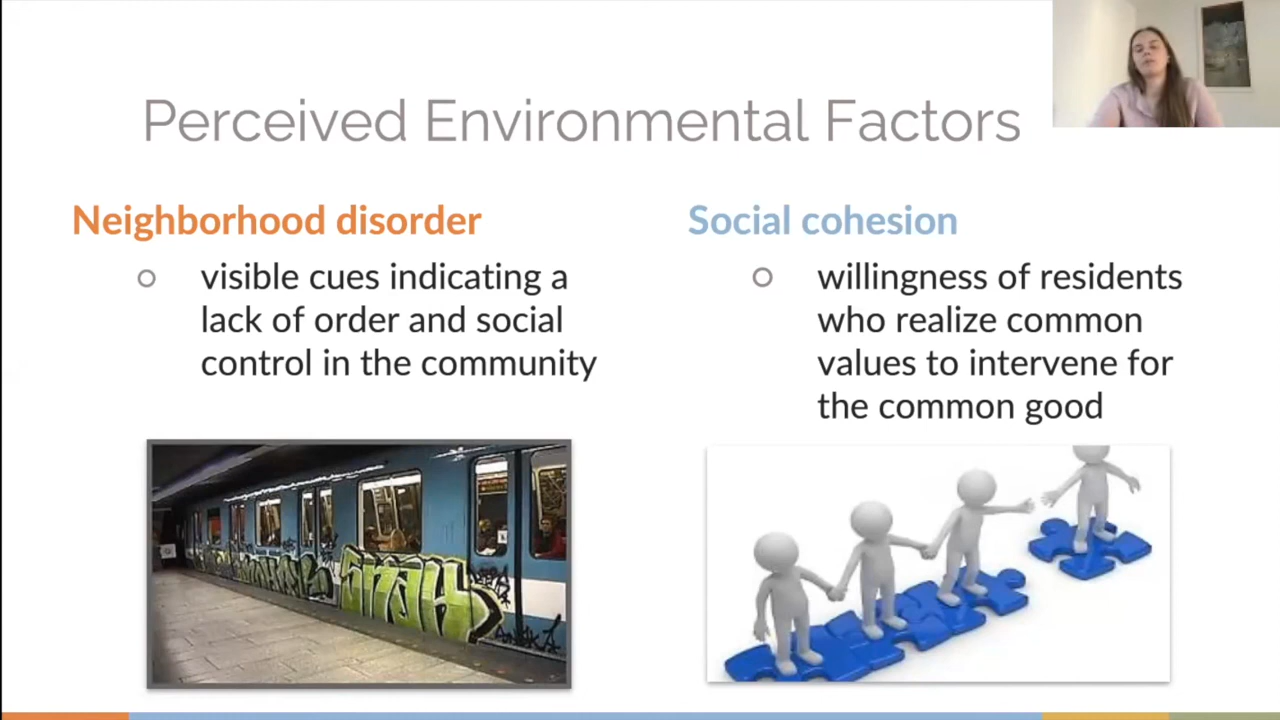 Perceived Environmental Factors
Neighborhood disorder
visible cues indicating a
lack of order and social
control in the community
Social cohesion
willingness of residents
who realize common
values to intervene for
the common good